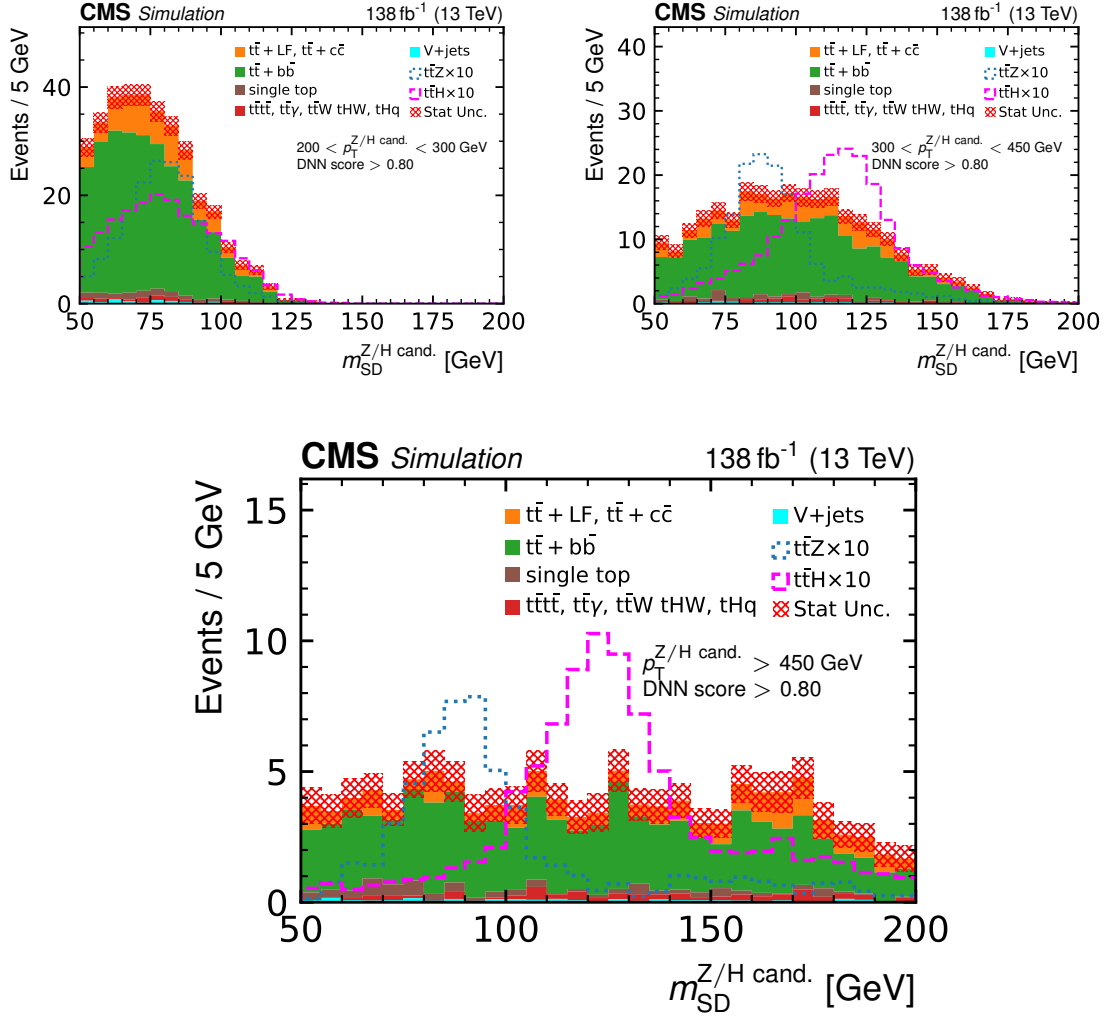 CMS Simulation 138 fb⁻¹ (13 TeV)
Events / 5 GeV
40
20
0
tt̄ + LF, tt̄ + cc̄
tt̄ + bb̄
single top
tt̄tt̄, tt̄γ, tt̄W tHW, tHq
V+jets
tt̄Z×10
tt̄H×10
Stat Unc.
200 < p_T^{Z/H cand.} < 300 GeV
DNN score > 0.80
50 75 100 125 150 175 200
m_SD^{Z/H cand.} [GeV]
CMS Simulation 138 fb⁻¹ (13 TeV)
Events / 5 GeV
40
30
20
10
0
tt̄ + LF, tt̄ + cc̄
tt̄ + bb̄
single top
tt̄tt̄, tt̄γ, tt̄W tHW, tHq
V+jets
tt̄Z×10
tt̄H×10
Stat Unc.
300 < p_T^{Z/H cand.} < 450 GeV
DNN score > 0.80
50 75 100 125 150 175 200
m_SD^{Z/H cand.} [GeV]
CMS Simulation 138 fb⁻¹ (13 TeV)
Events / 5 GeV
15
10
5
0
tt̄ + LF, tt̄ + cc̄
tt̄ + bb̄
single top
tt̄tt̄, tt̄γ, tt̄W tHW, tHq
V+jets
tt̄Z×10
tt̄H×10
Stat Unc.
p_T^{Z/H cand.} > 450 GeV
DNN score > 0.80
50 100 150 200
m_SD^{Z/H cand.} [GeV]